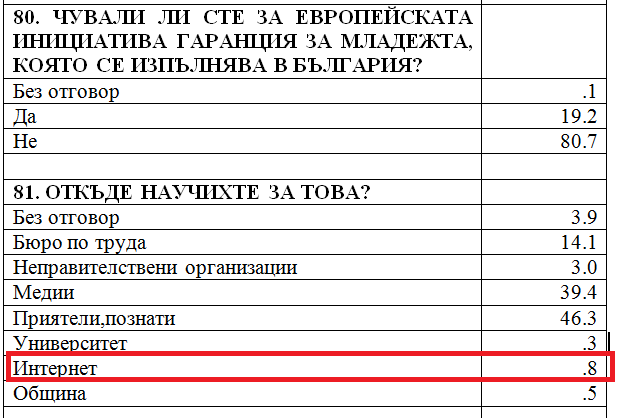 80. ЧУВАЛИ ЛИ СТЕ ЗА ЕВРОПЕЙСКАТА
ИНИЦИАТИВА ГАРАНЦИЯ ЗА МЛАДЕЖТА,
КОЯТО СЕ ИЗПЪЛНЯВА В БЪЛГАРИЯ?
Без отговор .1
Да 19.2
Не 80.7
81. ОТКЪДЕ НАУЧИХТЕ ЗА ТОВА?
Без отговор 3.9
Бюро по труда 14.1
Неправителствени организации 3.0
Медии 39.4
Приятели,познати 46.3
Университет .3
Интернет .8
Община .5